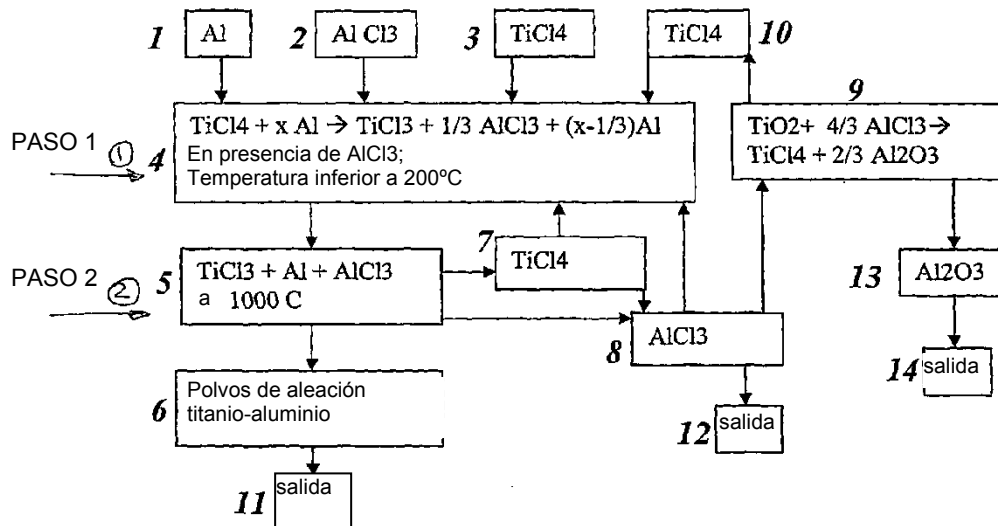 1
Al
2
Al Cl3
3
TiCl4
TiCl4
10
9
PASO 1
①
4
TiCl4 + x Al → TiCl3 + 1/3 AlCl3 + (x-1/3)Al
En presencia de AlCl3;
Temperatura inferior a 200ºC
TiO2+ 4/3 AlCl3→
TiCl4 + 2/3 Al2O3
7
TiCl4
PASO 2
②
5
TiCl3 + Al + AlCl3
a 1000 C
13
Al2O3
8
AlCl3
6
Polvos de aleación
titanio-aluminio
14
salida
12
salida
11
salida